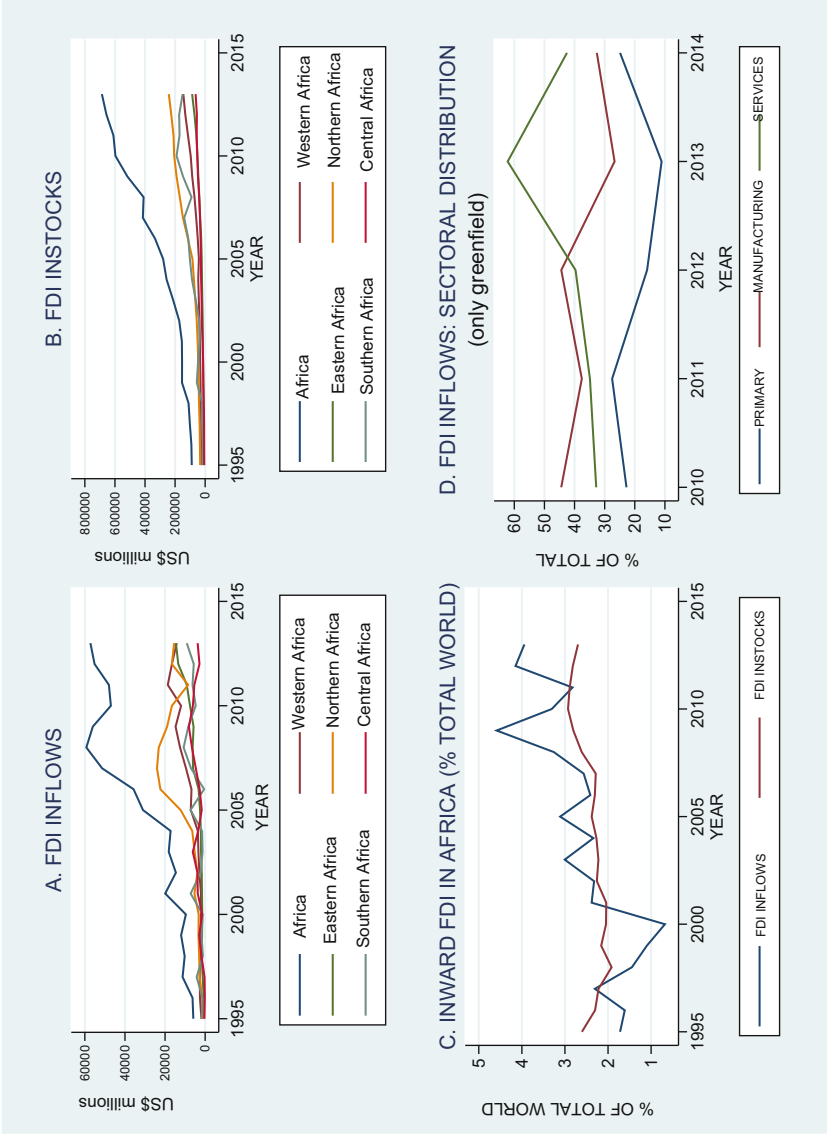 A. FDI INFLOWS
US$ millions
60000
40000
20000
0
1995 2000 2005 2010 2015
YEAR
Africa Western Africa
Eastern Africa Northern Africa
Southern Africa Central Africa
B. FDI INSTOCKS
US$ millions
800000
600000
400000
200000
0
1995 2000 2005 2010 2015
YEAR
Africa Western Africa
Eastern Africa Northern Africa
Southern Africa Central Africa
C. INWARD FDI IN AFRICA (% TOTAL WORLD)
% OF TOTAL WORLD
5
4
3
2
1
1995 2000 2005 2010 2015
YEAR
FDI INFLOWS FDI INSTOCKS
D. FDI INFLOWS: SECTORAL DISTRIBUTION
(only greenfield)
% OF TOTAL
60
50
40
30
20
10
2010 2011 2012 2013 2014
YEAR
PRIMARY MANUFACTURING SERVICES